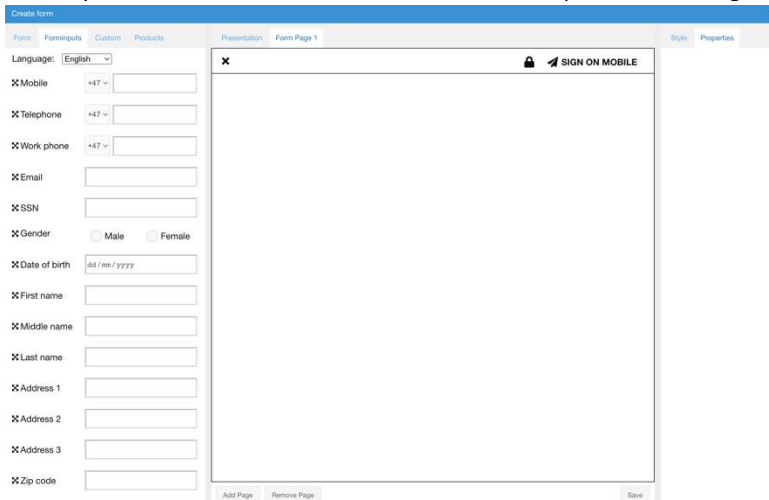 Create form
Form Forminputs Custom Products
Presentation Form Page 1
Style Properties
Language: English
SIGN ON MOBILE
Mobile +47
Telephone +47
Work phone +47
Email
SSN
Gender Male Female
Date of birth dd/mm/yyyy
First name
Middle name
Last name
Address 1
Address 2
Address 3
Zip code
Add Page Remove Page Save